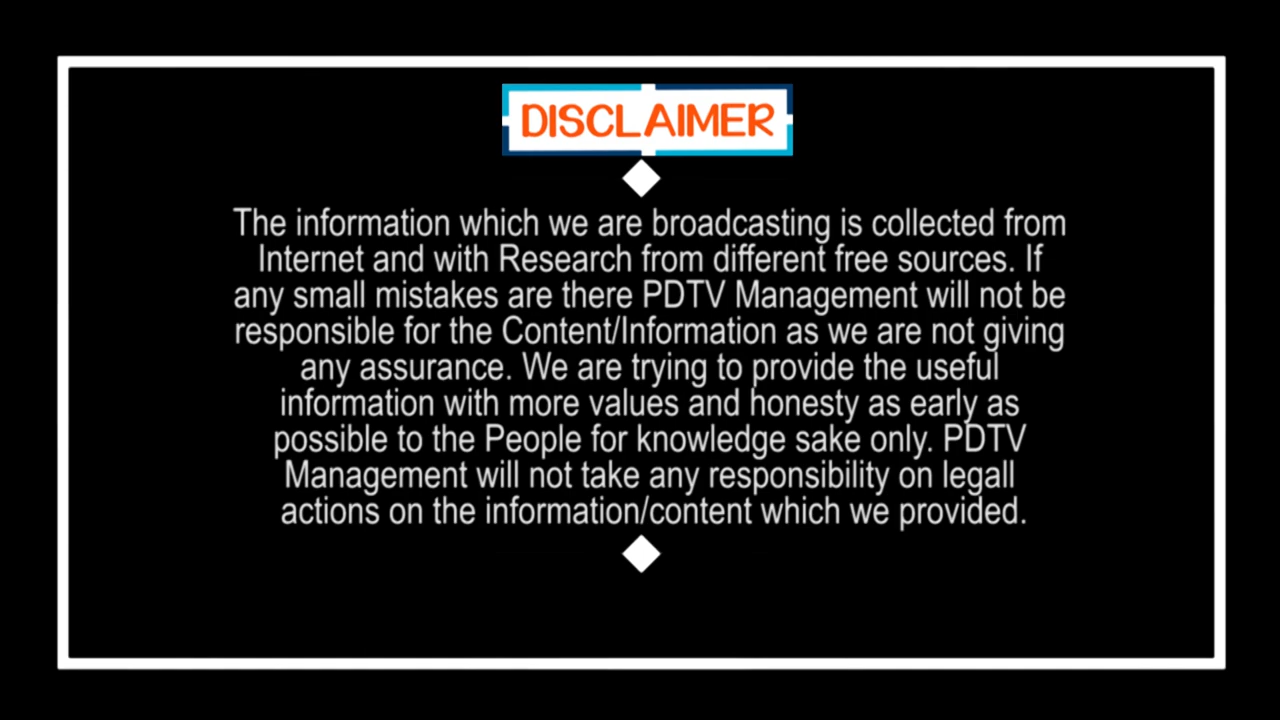 DISCLAIMER
The information which we are broadcasting is collected from
Internet and with Research from different free sources. If
any small mistakes are there PDTV Management will not be
responsible for the Content/Information as we are not giving
any assurance. We are trying to provide the useful
information with more values and honesty as early as
possible to the People for knowledge sake only. PDTV
Management will not take any responsibility on legall
actions on the information/content which we provided.